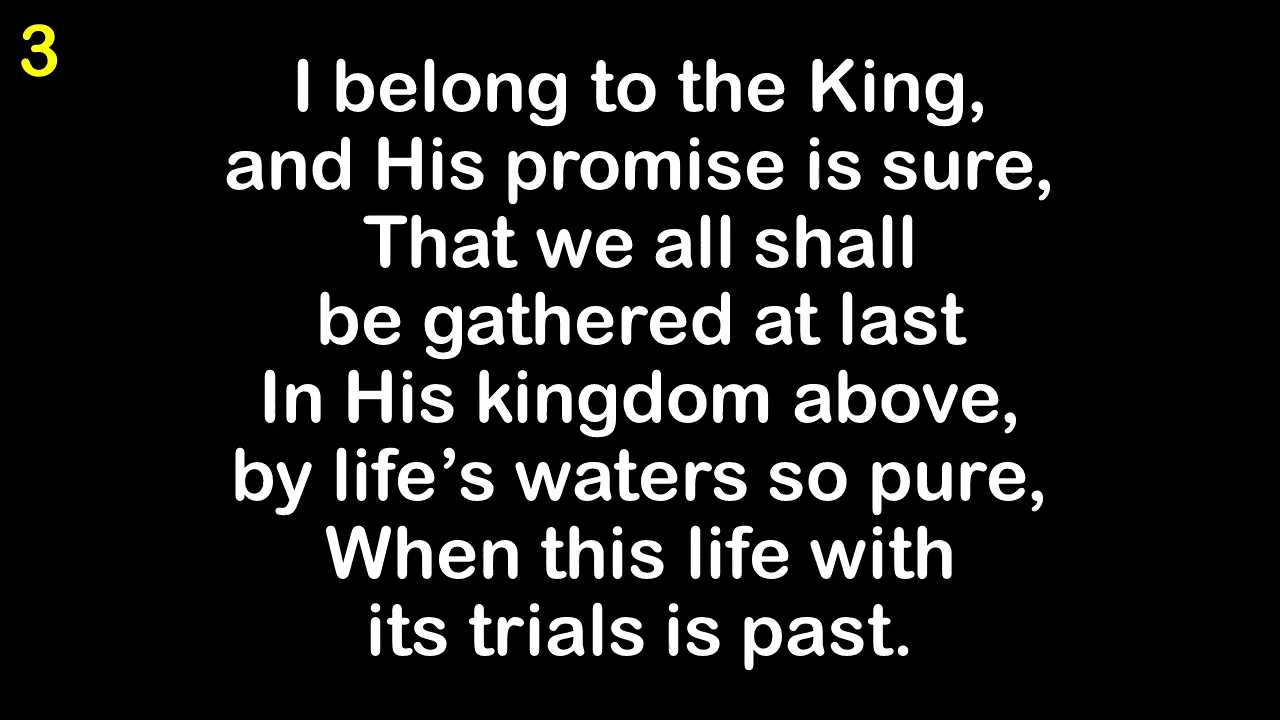 3
I belong to the King,
and His promise is sure,
That we all shall
be gathered at last
In His kingdom above,
by life’s waters so pure,
When this life with
its trials is past.